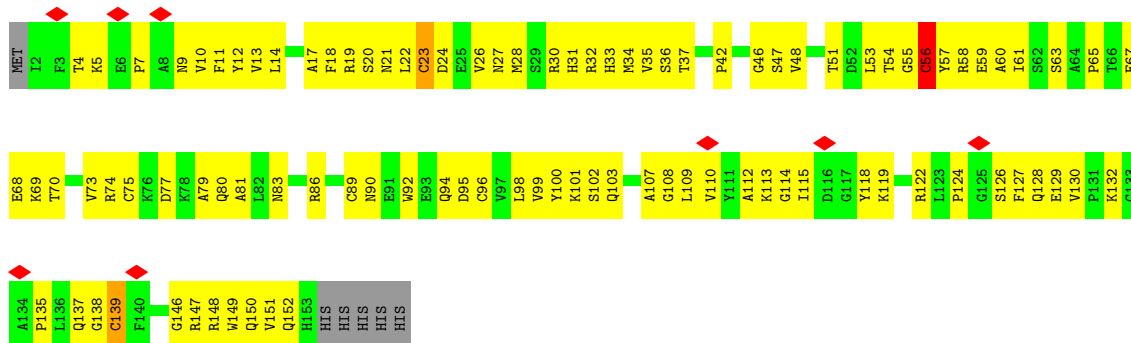 MET I2 F3 T4 K5 E6 P7 A8 N9 V10 F11 Y12 V13 L14 A17 F18 R19 S20 N21 L22 C23 D24 E25 V26 N27 M28 S29 R30 H31 R32 H33 M34 V35 S36 T37 P42 G46 S47 V48 T51 D52 L53 T54 G55 C56 Y57 R58 E59 A60 I61 S62 S63 A64 P65 T66
E68 K69 T70 V73 R74 C75 K76 D77 K78 A79 Q80 A81 L82 N83 R86 C89 N90 E91 W92 E93 Q94 D95 C96 V97 L98 V99 Y100 K101 S102 Q103 A107 G108 L109 V110 Y111 A112 K113 G114 I115 D116 G117 Y118 K119 R122 L123 P124 G125 S126 F127 Q128 E129 V130 P131 K132
A134 P135 L136 Q137 G138 C139 F140 G146 R147 R148 W149 Q150 V151 Q152 H153 HIS HIS HIS HIS HIS